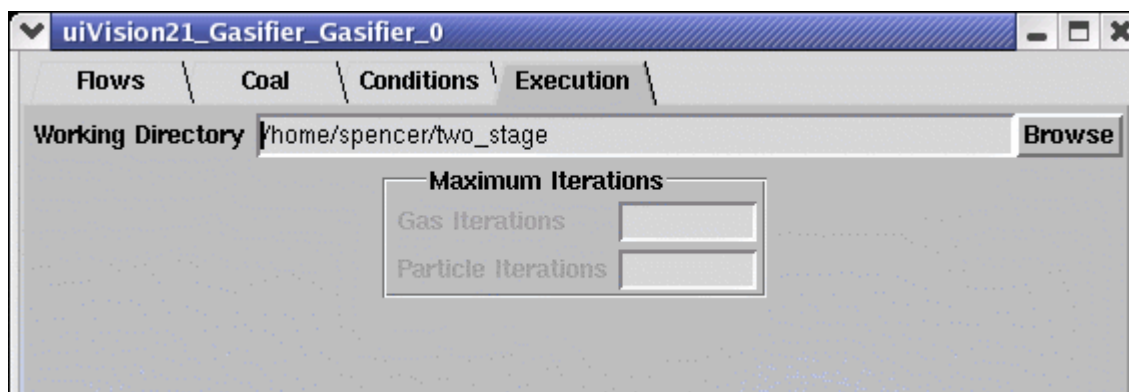 uiVision21_Gasifier_Gasifier_0
Flows Coal Conditions Execution
Working Directory /home/spencer/two_stage Browse
Maximum Iterations
Gas Iterations
Particle Iterations